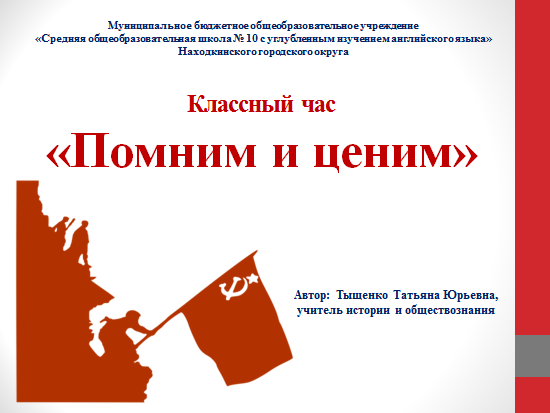 Муниципальное бюджетное общеобразовательное учреждение
«Средняя общеобразовательная школа № 10 с углубленным изучением английского языка»
Находкинского городского округа
Классный час
«Помним и ценим»
Автор: Тыщенко Татьяна Юрьевна,
учитель истории и обществознания